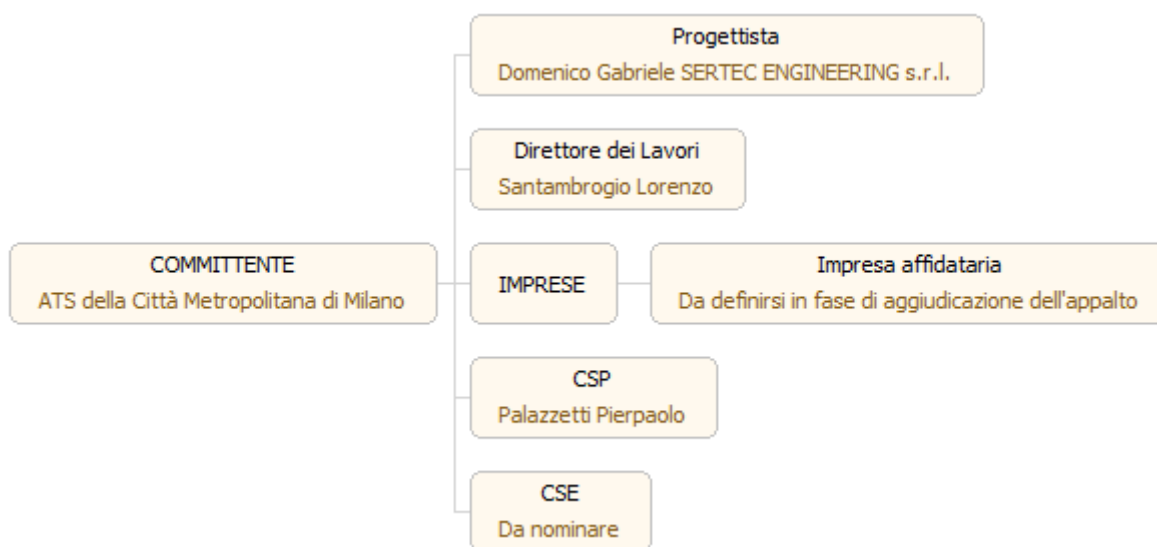 Progettista
Domenico Gabriele SERTEC ENGINEERING s.r.l.
Direttore dei Lavori
Santambrogio Lorenzo
COMMITTENTE
ATS della Città Metropolitana di Milano
IMPRESE
Impresa affidataria
Da definirsi in fase di aggiudicazione dell'appalto
CSP
Palazzetti Pierpaolo
CSE
Da nominare